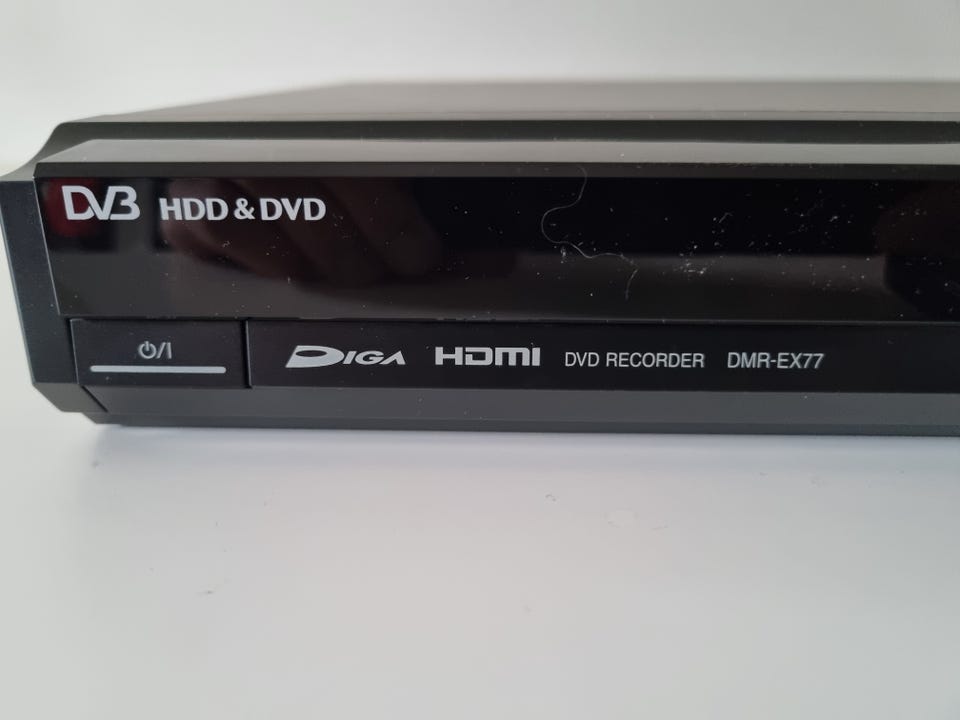 DVB HDD & DVD
⏻/I DIGA HDMI DVD RECORDER DMR-EX77